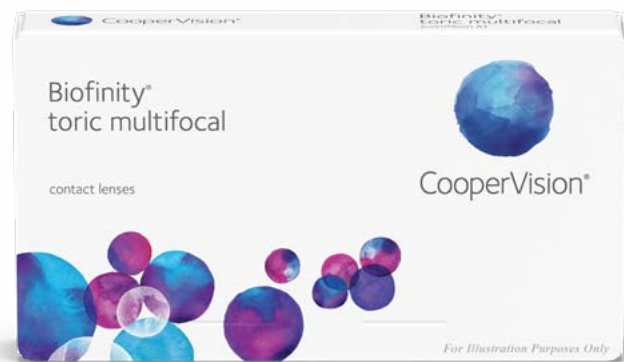 CooperVision®
Biofinity®
toric multifocal
Biofinity®
toric multifocal
contact lenses
CooperVision®
For Illustration Purposes Only